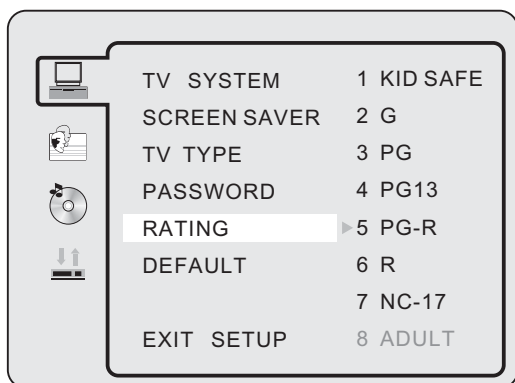 TV SYSTEM
SCREEN SAVER
TV TYPE
PASSWORD
RATING
DEFAULT
EXIT SETUP
1 KID SAFE
2 G
3 PG
4 PG13
5 PG-R
6 R
7 NC-17
8 ADULT